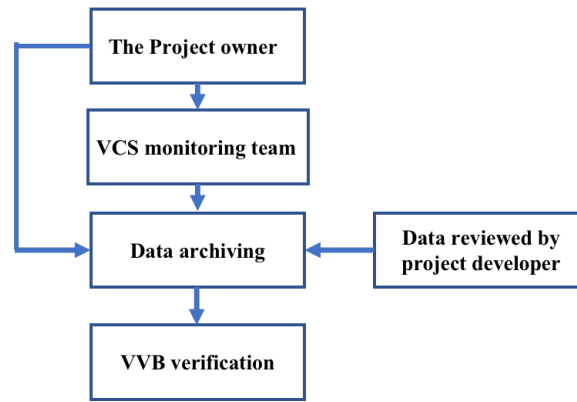 The Project owner
VCS monitoring team
Data archiving
Data reviewed by
project developer
VVB verification